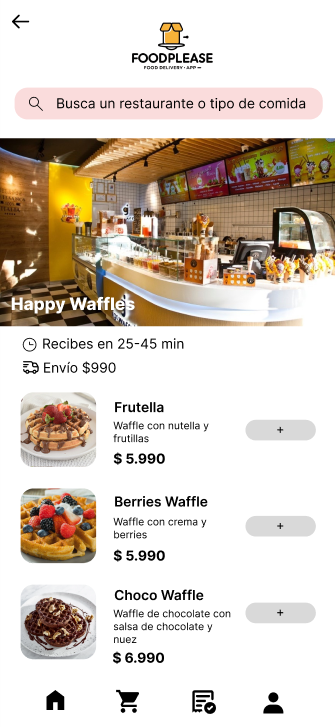 FOODPLEASE
FOOD DELIVERY • APP
Busca un restaurante o tipo de comida
Happy Waffles
Recibes en 25-45 min
Envío $990
Frutella
Waffle con nutella y
frutillas
$ 5.990
+
Berries Waffle
Waffle con crema y
berries
$ 5.990
+
Choco Waffle
Waffle de chocolate con
salsa de chocolate y
nuez
$ 6.990
+